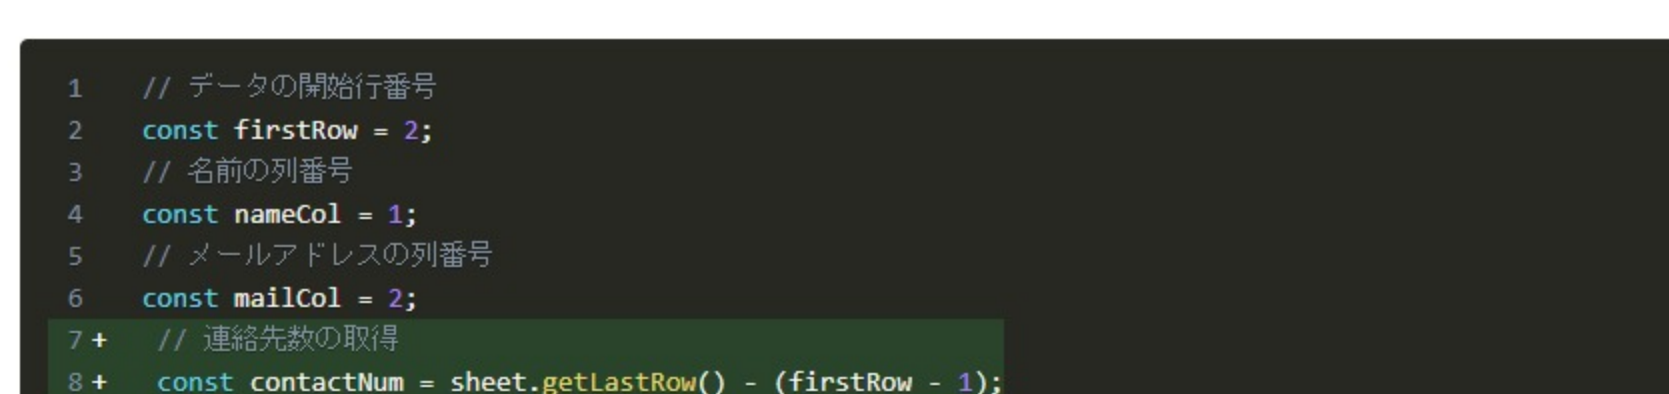 1 // データの開始行番号
2 const firstRow = 2;
3 // 名前の列番号
4 const nameCol = 1;
5 // メールアドレスの列番号
6 const mailCol = 2;
7 + // 連絡先数の取得
8 + const contactNum = sheet.getLastRow() - (firstRow - 1);